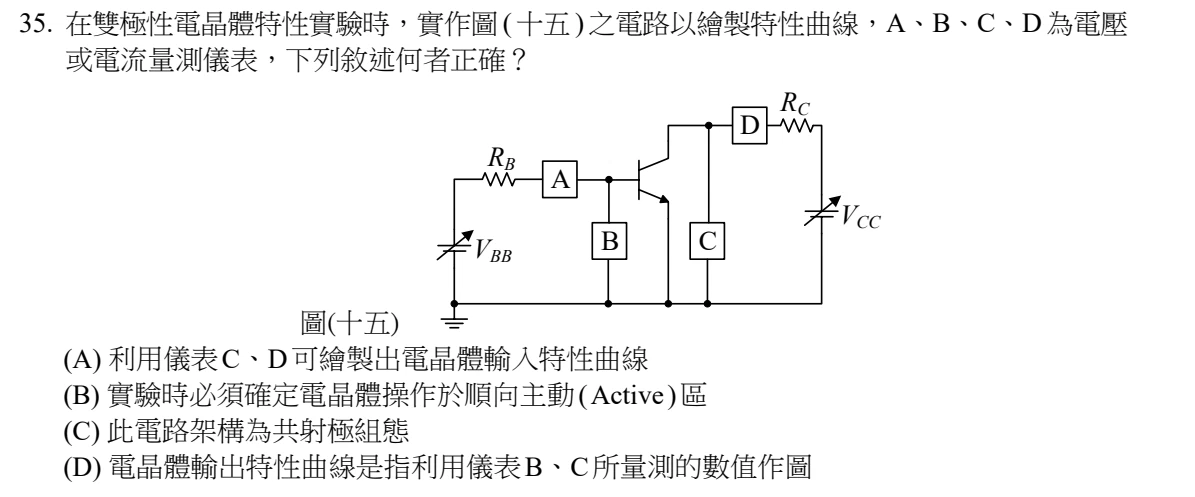 35. 在雙極性電晶體特性實驗時，實作圖(十五)之電路以繪製特性曲線，A、B、C、D為電壓
或電流量測儀表，下列敘述何者正確？
R_C
D
R_B
A
B
C
V_BB
V_CC
圖(十五)
(A) 利用儀表C、D可繪製出電晶體輸入特性曲線
(B) 實驗時必須確定電晶體操作於順向主動(Active)區
(C) 此電路架構為共射極組態
(D) 電晶體輸出特性曲線是指利用儀表B、C所量測的數值作圖